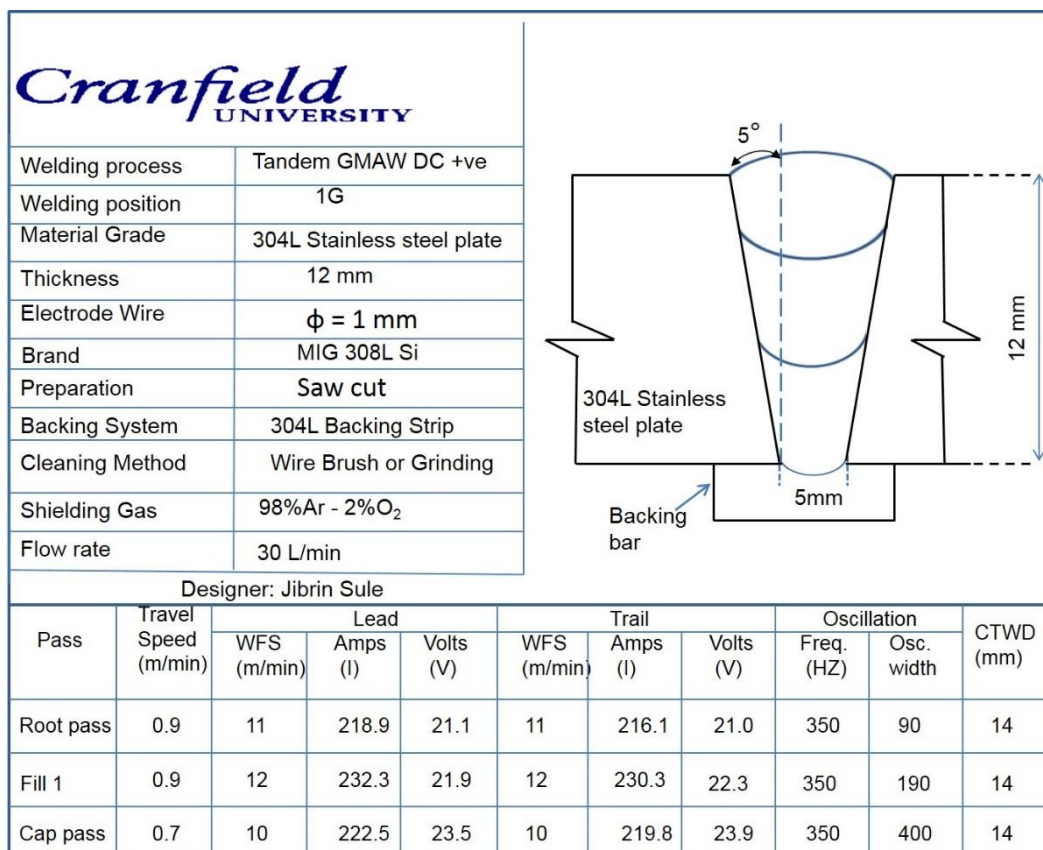 Cranfield
UNIVERSITY
Welding process Tandem GMAW DC +ve
Welding position 1G
Material Grade 304L Stainless steel plate
Thickness 12 mm
Electrode Wire ϕ = 1 mm
Brand MIG 308L Si
Preparation Saw cut
Backing System 304L Backing Strip
Cleaning Method Wire Brush or Grinding
Shielding Gas 98%Ar - 2%O₂
Flow rate 30 L/min
Designer: Jibrin Sule
5°
12 mm
304L Stainless
steel plate
5mm
Backing
bar
Pass Travel Speed (m/min) Lead Trail Oscillation CTWD (mm)
WFS (m/min) Amps (I) Volts (V) WFS (m/min) Amps (I) Volts (V) Freq. (HZ) Osc. width
Root pass 0.9 11 218.9 21.1 11 216.1 21.0 350 90 14
Fill 1 0.9 12 232.3 21.9 12 230.3 22.3 350 190 14
Cap pass 0.7 10 222.5 23.5 10 219.8 23.9 350 400 14